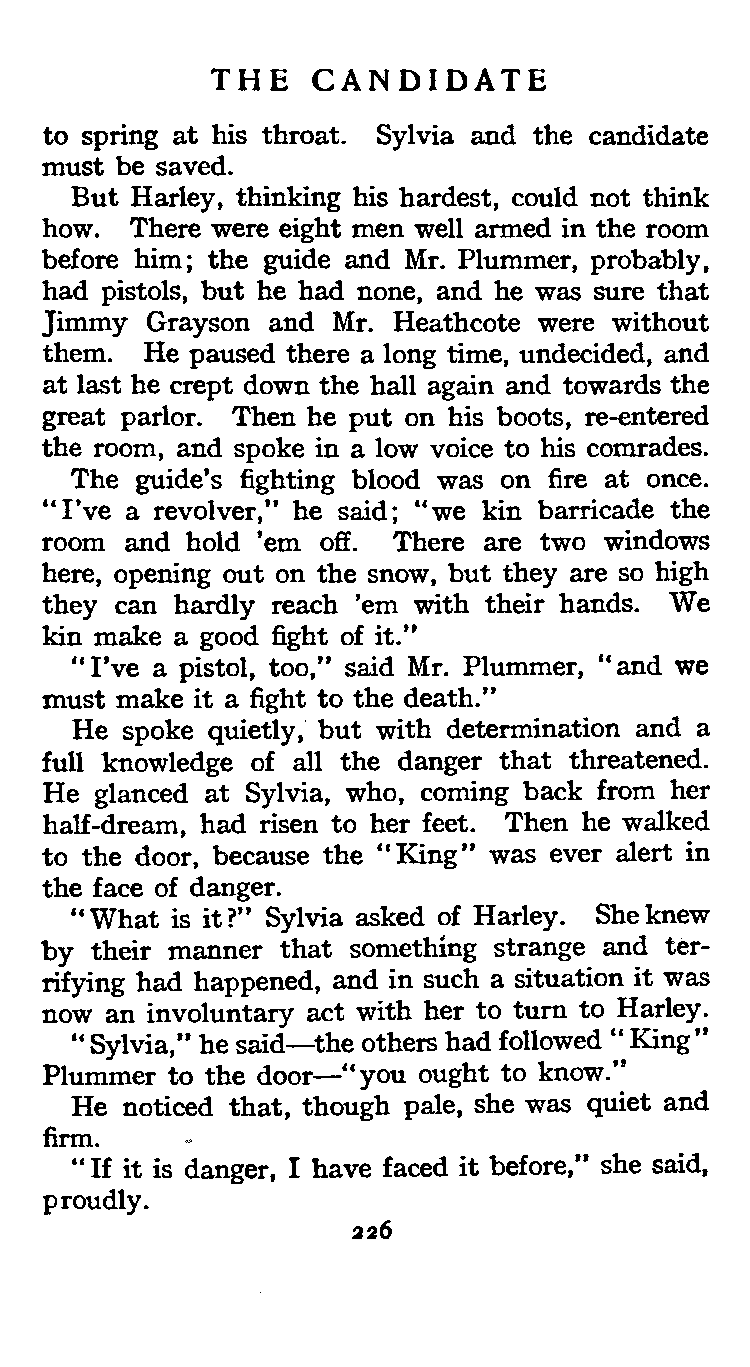 THE CANDIDATE
to spring at his throat. Sylvia and the candidate
must be saved.
But Harley, thinking his hardest, could not think
how. There were eight men well armed in the room
before him; the guide and Mr. Plummer, probably,
had pistols, but he had none, and he was sure that
Jimmy Grayson and Mr. Heathcote were without
them. He paused there a long time, undecided, and
at last he crept down the hall again and towards the
great parlor. Then he put on his boots, re-entered
the room, and spoke in a low voice to his comrades.
The guide's fighting blood was on fire at once.
"I've a revolver," he said; "we kin barricade the
room and hold 'em off. There are two windows
here, opening out on the snow, but they are so high
they can hardly reach 'em with their hands. We
kin make a good fight of it."
"I've a pistol, too," said Mr. Plummer, "and we
must make it a fight to the death."
He spoke quietly, but with determination and a
full knowledge of all the danger that threatened.
He glanced at Sylvia, who, coming back from her
half-dream, had risen to her feet. Then he walked
to the door, because the "King" was ever alert in
the face of danger.
"What is it?" Sylvia asked of Harley. She knew
by their manner that something strange and ter-
rifying had happened, and in such a situation it was
now an involuntary act with her to turn to Harley.
"Sylvia," he said—the others had followed "King"
Plummer to the door—"you ought to know."
He noticed that, though pale, she was quiet and
firm.
"If it is danger, I have faced it before," she said,
proudly.
226